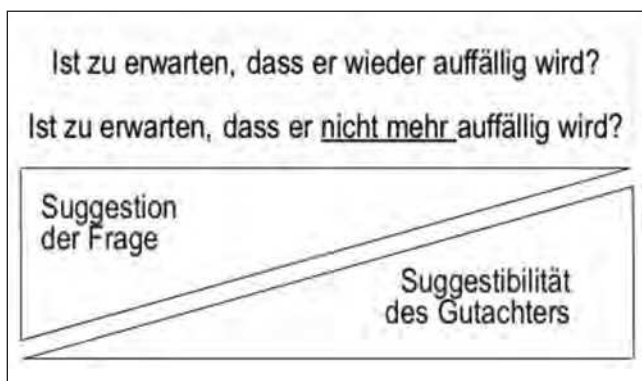 Ist zu erwarten, dass er wieder auffällig wird?
Ist zu erwarten, dass er nicht mehr auffällig wird?
Suggestion
der Frage
Suggestibilität
des Gutachters